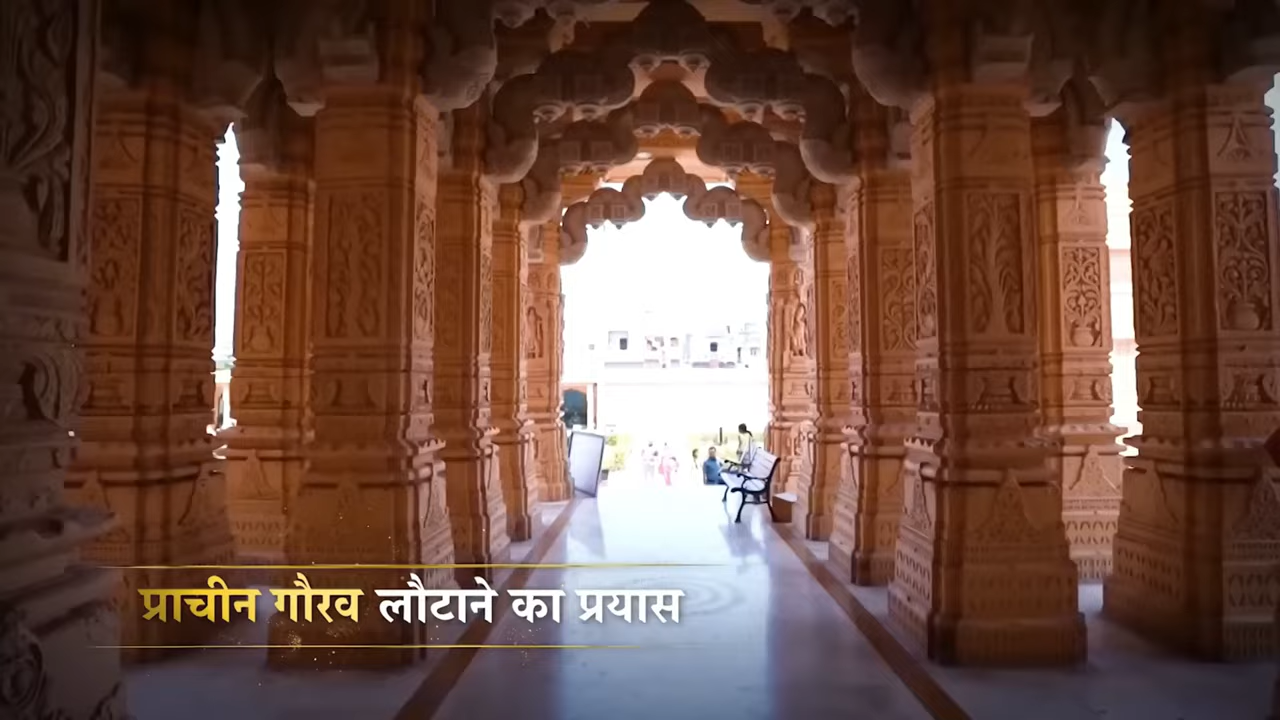 प्राचीन गौरव लौटाने का प्रयास